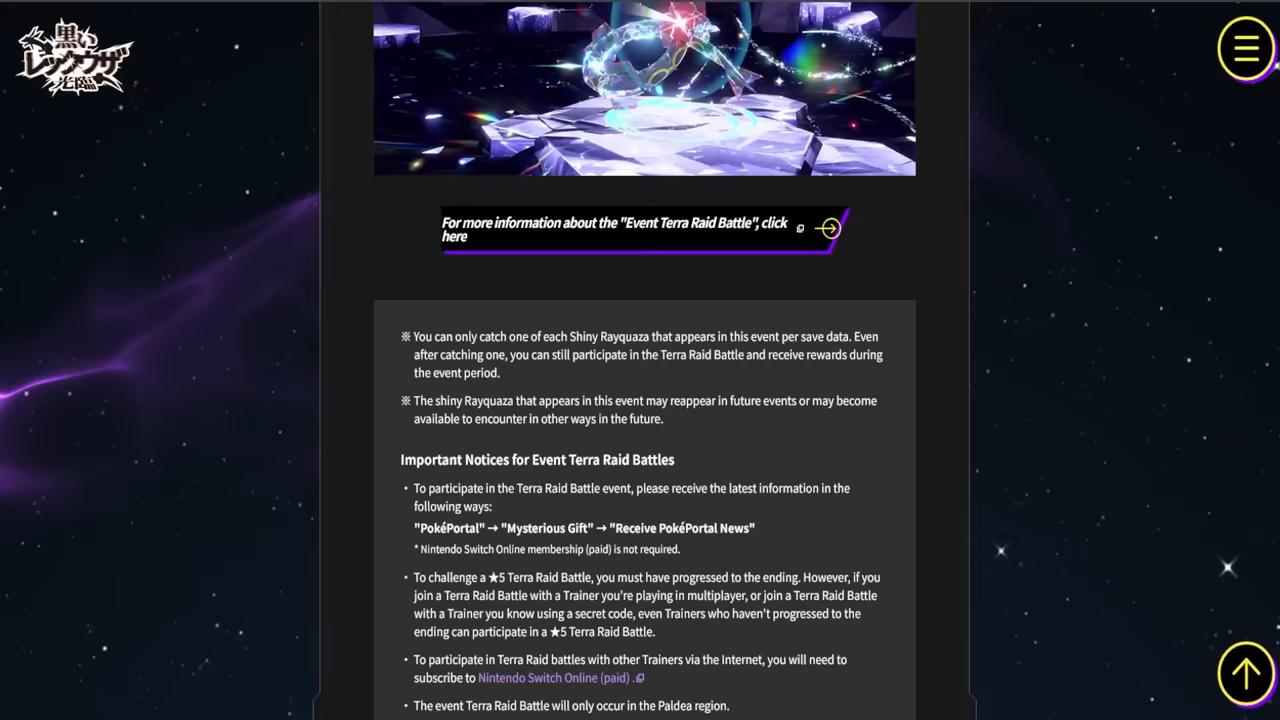 黒い
レックウザ
光臨
For more information about the "Event Terra Raid Battle", click
here
※ You can only catch one of each Shiny Rayquaza that appears in this event per save data. Even
after catching one, you can still participate in the Terra Raid Battle and receive rewards during
the event period.
※ The shiny Rayquaza that appears in this event may reappear in future events or may become
available to encounter in other ways in the future.
Important Notices for Event Terra Raid Battles
・ To participate in the Terra Raid Battle event, please receive the latest information in the
following ways:
"PokéPortal" → "Mysterious Gift" → "Receive PokéPortal News"
* Nintendo Switch Online membership (paid) is not required.
・ To challenge a ★5 Terra Raid Battle, you must have progressed to the ending. However, if you
join a Terra Raid Battle with a Trainer you're playing in multiplayer, or join a Terra Raid Battle
with a Trainer you know using a secret code, even Trainers who haven't progressed to the
ending can participate in a ★5 Terra Raid Battle.
・ To participate in Terra Raid battles with other Trainers via the Internet, you will need to
subscribe to Nintendo Switch Online (paid) .
・ The event Terra Raid Battle will only occur in the Paldea region.